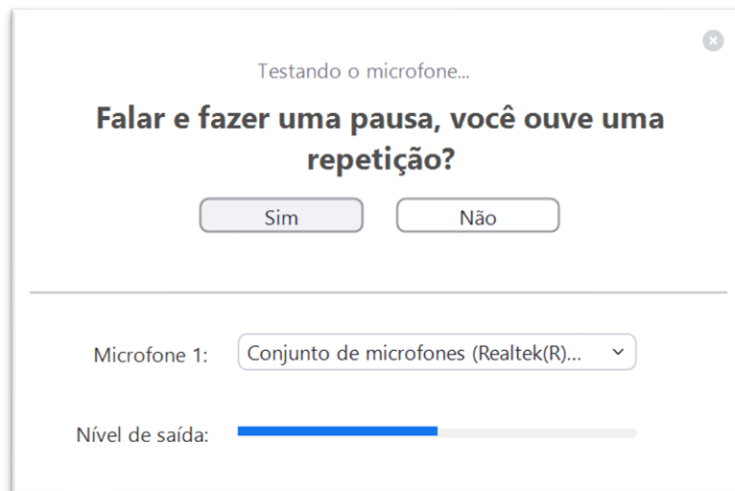 Testando o microfone...
Falar e fazer uma pausa, você ouve uma
repetição?
Sim
Não
Microfone 1:
Conjunto de microfones (Realtek(R)...
Nível de saída: